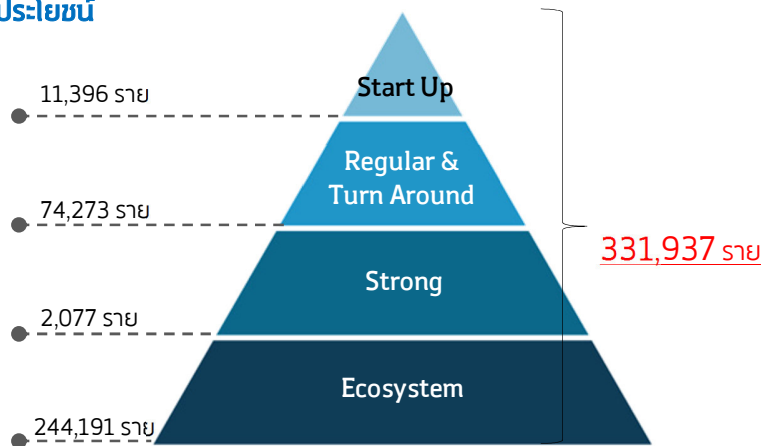 ประโยชน์
Start Up
11,396 ราย
Regular &
Turn Around
74,273 ราย
331,937 ราย
Strong
2,077 ราย
Ecosystem
244,191 ราย